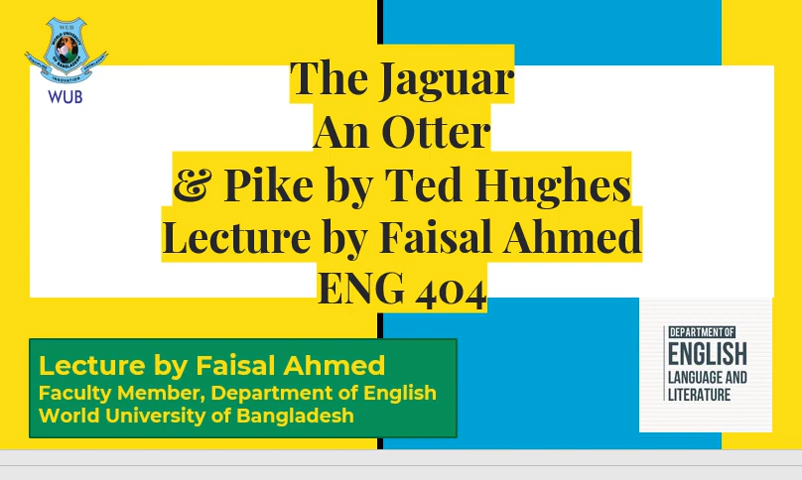 WUB
The Jaguar
An Otter
& Pike by Ted Hughes
Lecture by Faisal Ahmed
ENG 404
Lecture by Faisal Ahmed
Faculty Member, Department of English
World University of Bangladesh
DEPARTMENT OF
ENGLISH
LANGUAGE AND
LITERATURE